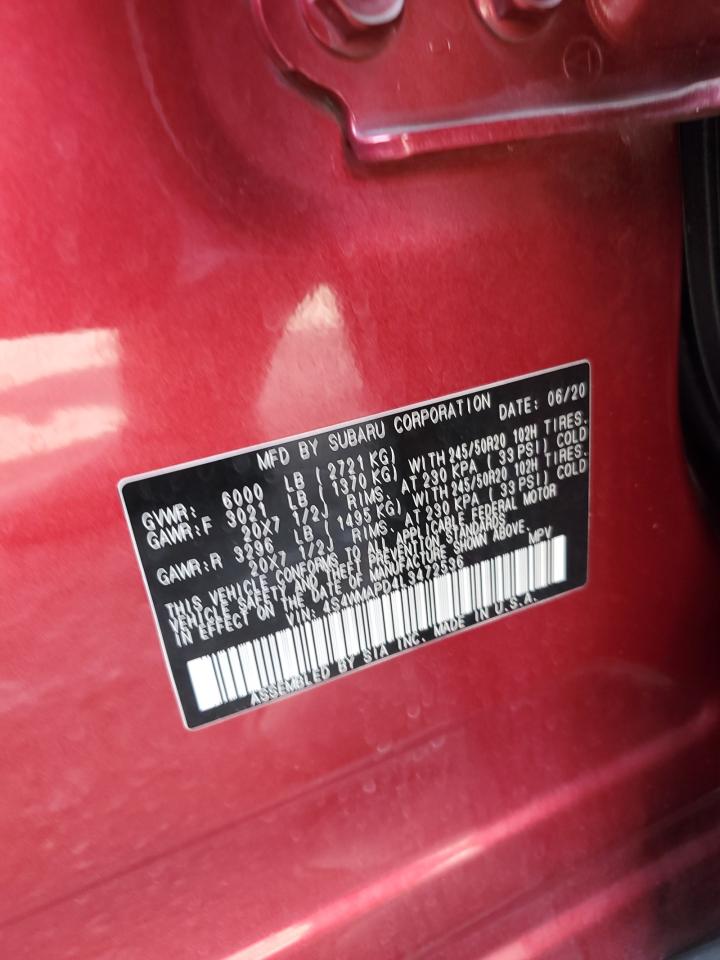 MFD BY SUBARU CORPORATION DATE: 06/20
GVWR: 6000 LB ( 2721 KG)
GAWR:F 3021 LB ( 1370 KG) WITH 245/50R20 102H TIRES.
20X7 1/2J RIMS. AT 230 KPA ( 33 PSI) COLD
GAWR:R 3296 LB ( 1495 KG) WITH 245/50R20 102H TIRES.
20X7 1/2J RIMS. AT 230 KPA ( 33 PSI) COLD
THIS VEHICLE CONFORMS TO ALL APPLICABLE FEDERAL MOTOR
VEHICLE SAFETY AND THEFT PREVENTION STANDARDS
IN EFFECT ON THE DATE OF MANUFACTURE SHOWN ABOVE.
VIN: 4S4WMAPD4L3472536 MPV
ASSEMBLED BY SIA INC. MADE IN U.S.A.